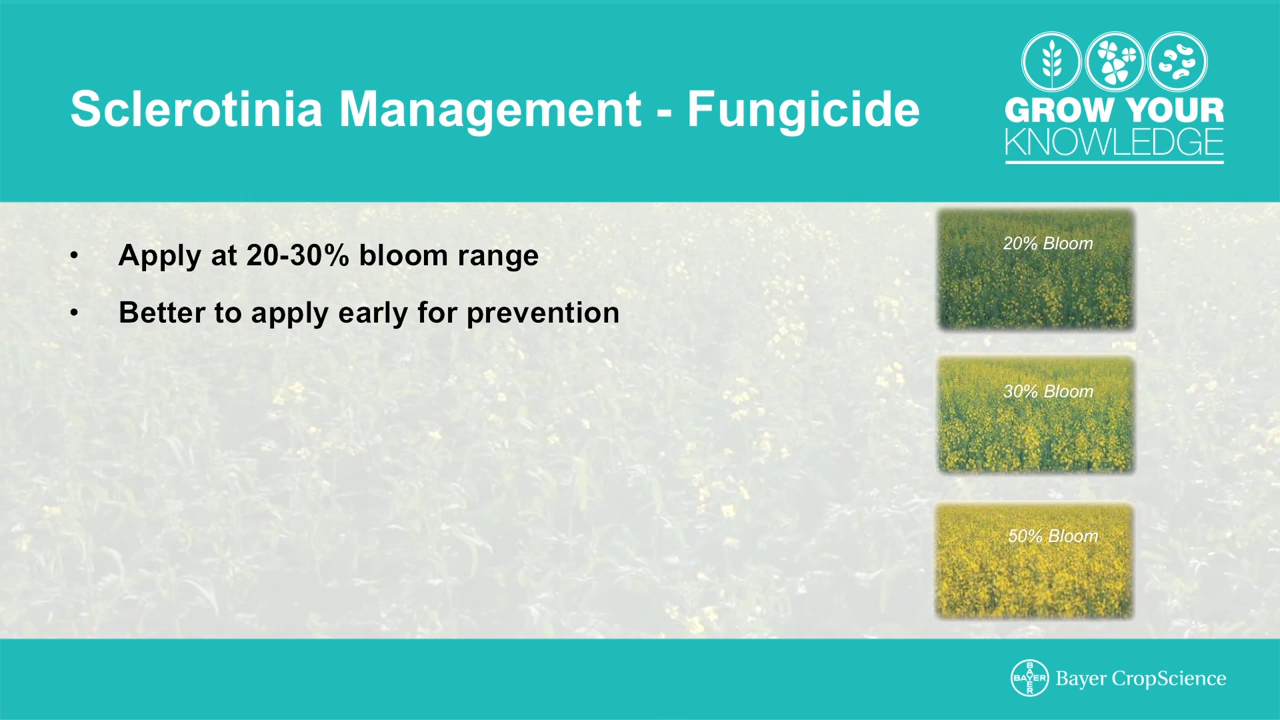 Sclerotinia Management - Fungicide
GROW YOUR
KNOWLEDGE
• Apply at 20-30% bloom range
• Better to apply early for prevention
20% Bloom
30% Bloom
50% Bloom
BAYER
BAYER
Bayer CropScience